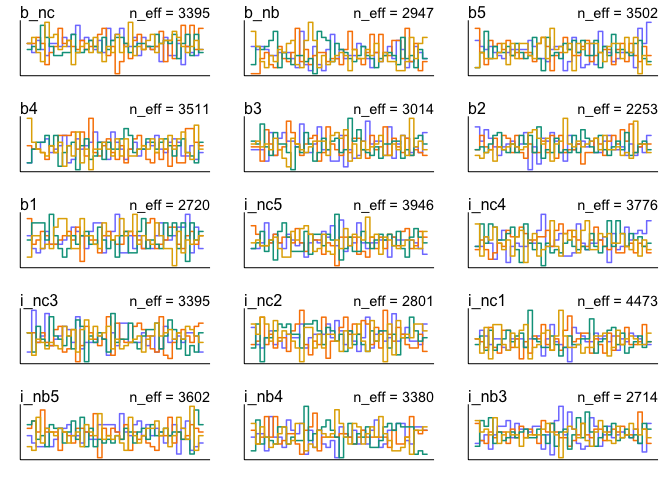 b_nc n_eff = 3395 b_nb n_eff = 2947 b5 n_eff = 3502
b4 n_eff = 3511 b3 n_eff = 3014 b2 n_eff = 2253
b1 n_eff = 2720 i_nc5 n_eff = 3946 i_nc4 n_eff = 3776
i_nc3 n_eff = 3395 i_nc2 n_eff = 2801 i_nc1 n_eff = 4473
i_nb5 n_eff = 3602 i_nb4 n_eff = 3380 i_nb3 n_eff = 2714